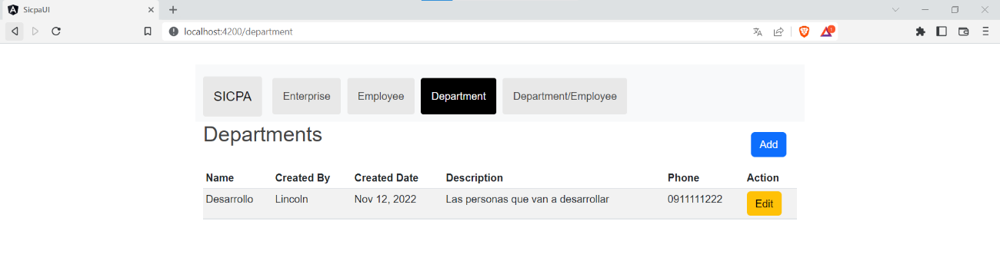 SicpaUI
localhost:4200/department
1
SICPA Enterprise Employee Department Department/Employee
Departments
Add
Name Created By Created Date Description Phone Action
Desarrollo Lincoln Nov 12, 2022 Las personas que van a desarrollar 0911111222 Edit